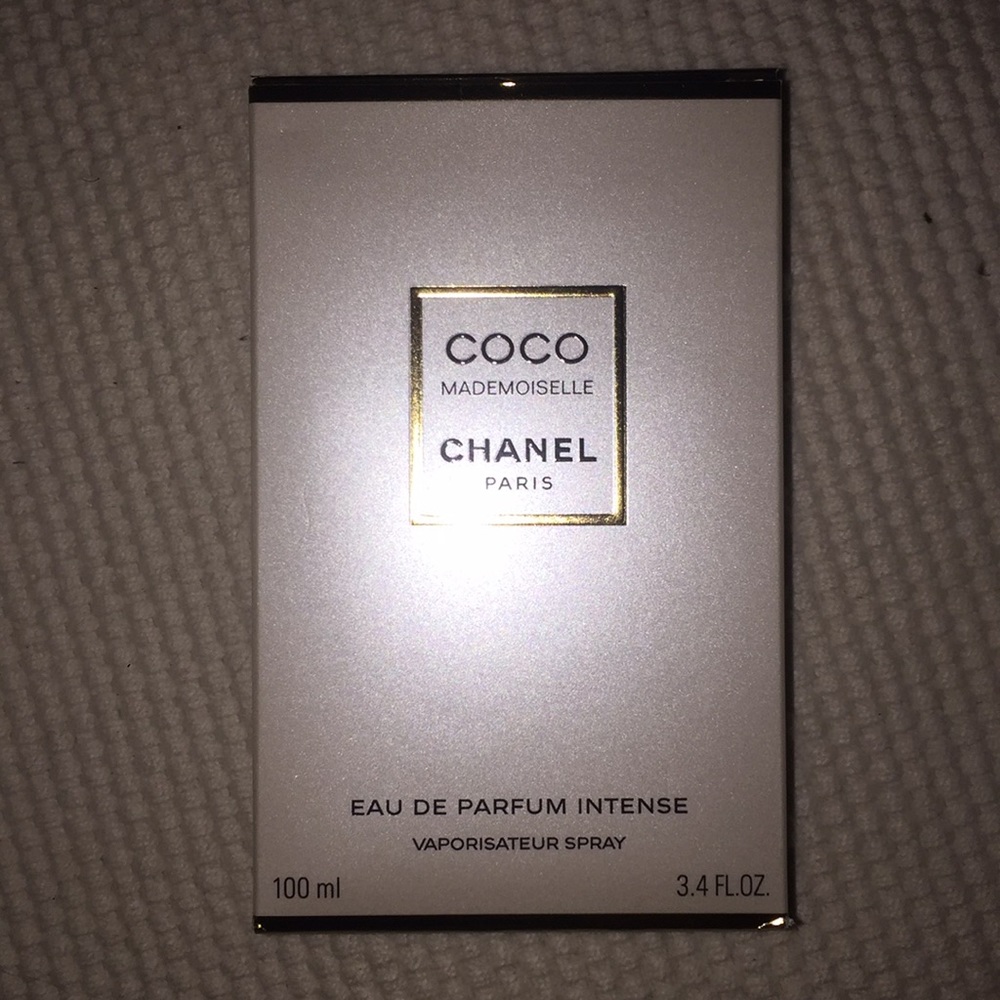 COCO
MADEMOISELLE
CHANEL
PARIS
EAU DE PARFUM INTENSE
VAPORISATEUR SPRAY
100 ml 3.4 FL.OZ.